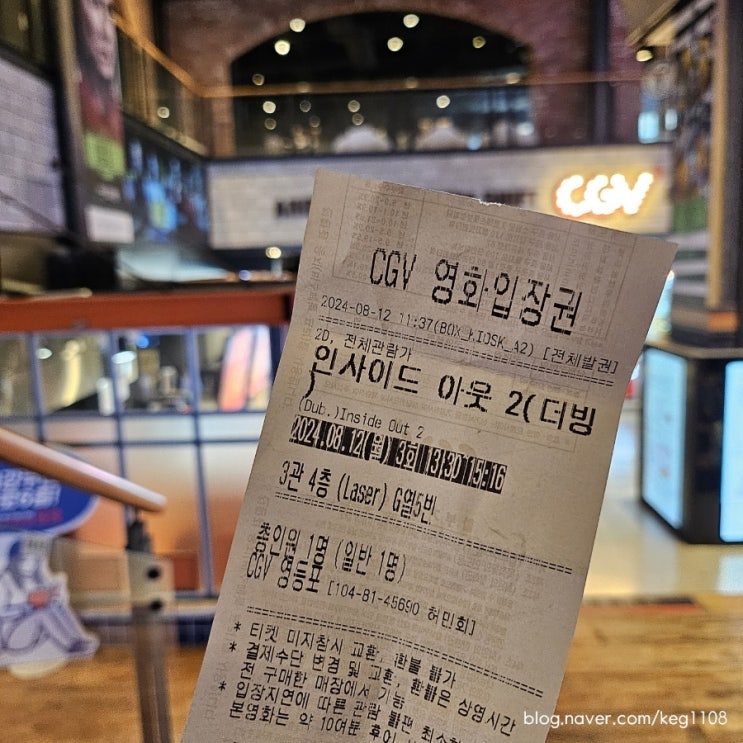 CGV
CGV 영화입장권
2024-08-12 11:37(BOX_KIOSK_A2) [전체발권]
2D, 전체관람가
인사이드 아웃 2(더빙
)
(Dub.)Inside Out 2
2024.08.12(월) 3회 13:30 15:16
3관 4층 (Laser) G열5번
총인원 1명 (일반 1명)
CGV 영등포 [104-81-45690 허민회]
* 티켓 미지참시 교환, 환불 불가
* 결제수단 변경 및 교환, 환불은 상영시간
전 구매한 매장에서 가능
* 입장지연에 따른 관람 불편 최소
본영화는 약 10여분 후
blog.naver.com/keg1108